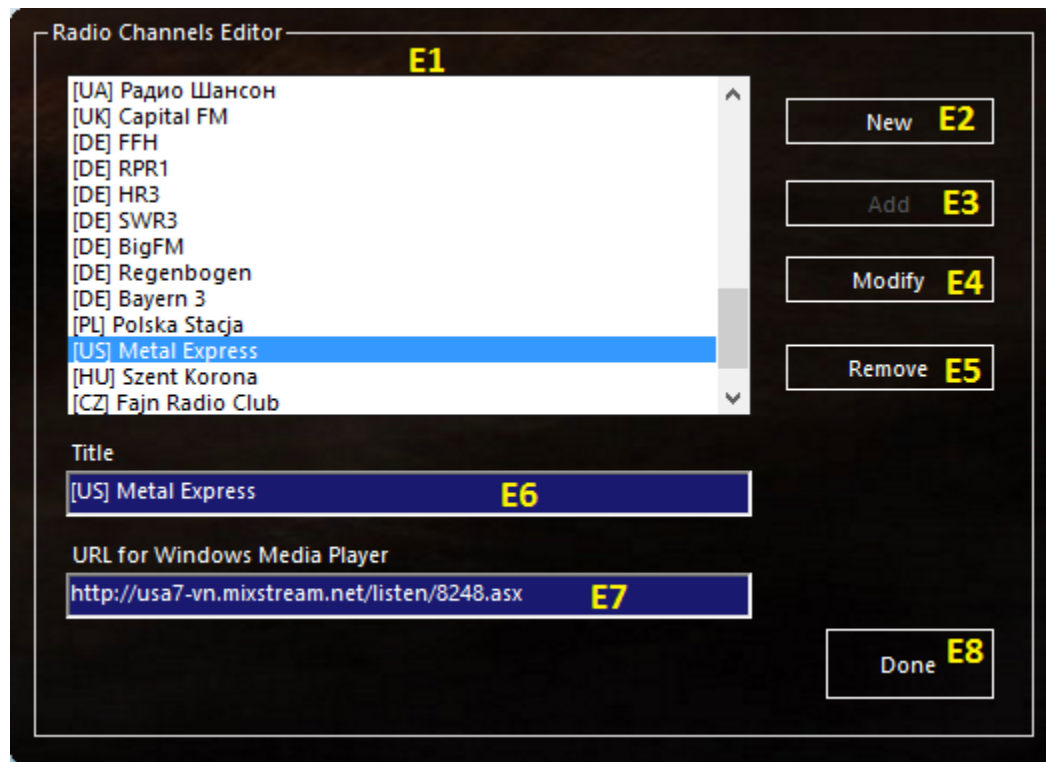 Radio Channels Editor
E1
[UA] Радио Шансон
[UK] Capital FM
[DE] FFH
[DE] RPR1
[DE] HR3
[DE] SWR3
[DE] BigFM
[DE] Regenbogen
[DE] Bayern 3
[PL] Polska Stacja
[US] Metal Express
[HU] Szent Korona
[CZ] Fajn Radio Club
New E2
Add E3
Modify E4
Remove E5
Title
[US] Metal Express E6
URL for Windows Media Player
http://usa7-vn.mixstream.net/listen/8248.asx E7
Done E8